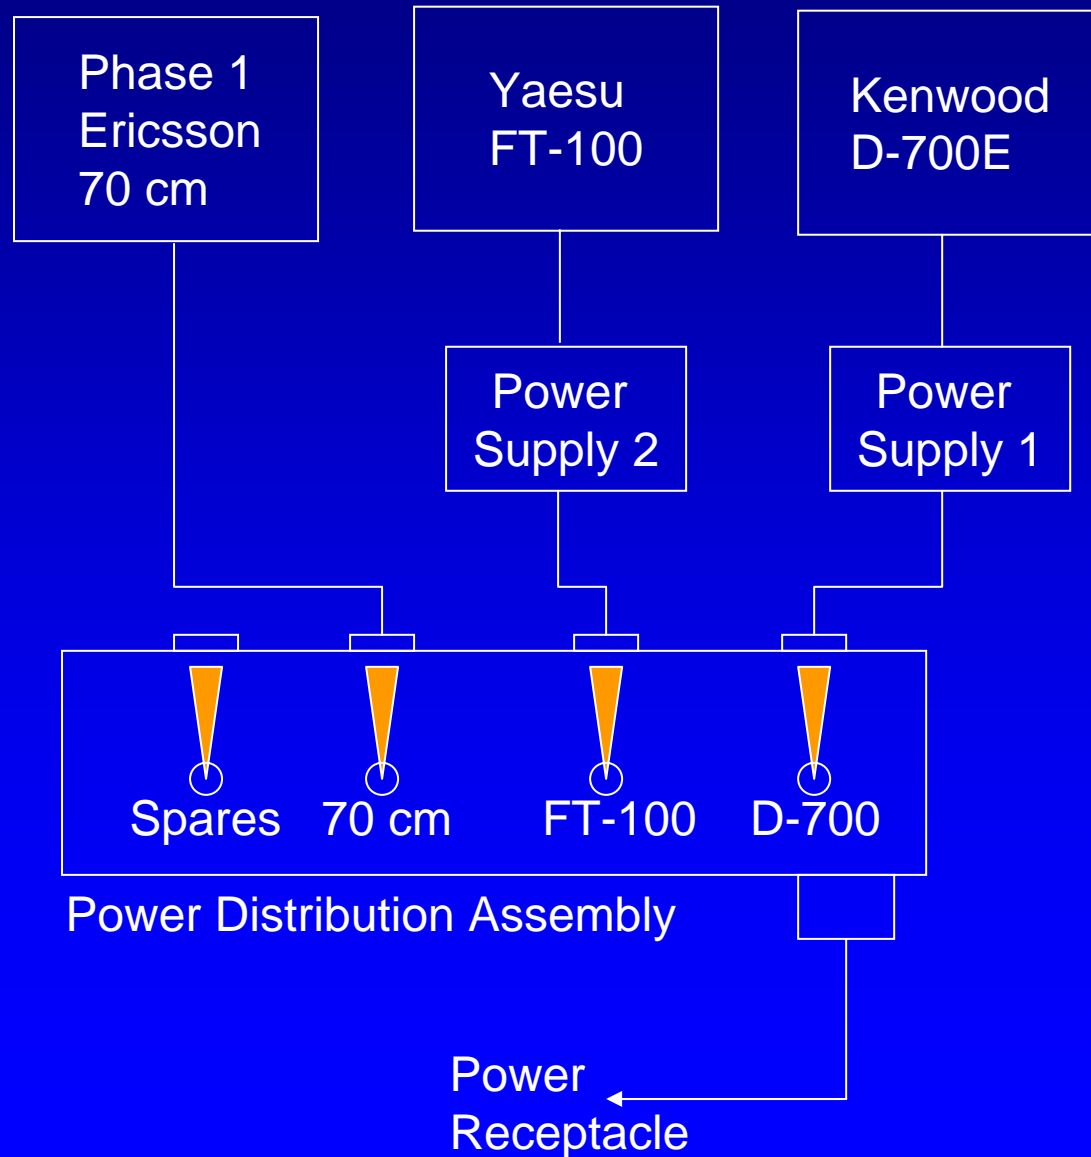 Phase 1
Ericsson
70 cm
Yaesu
FT-100
Kenwood
D-700E
Power
Supply 2
Power
Supply 1
Spares
70 cm
FT-100
D-700
Power Distribution Assembly
Power
Receptacle